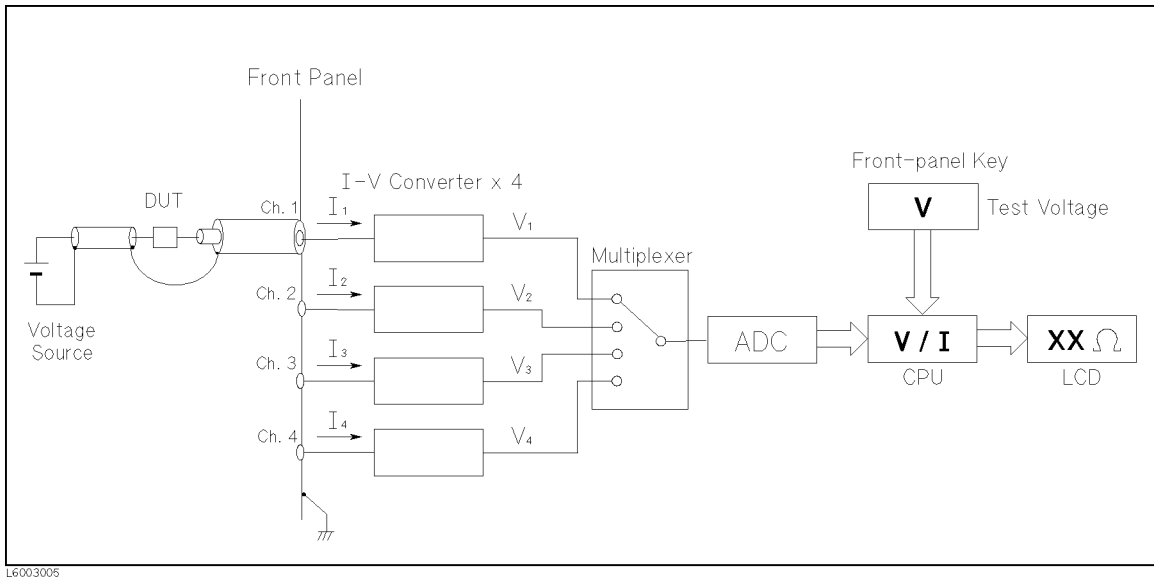 Front Panel
I-V Converter x 4
DUT
Ch. 1
I1
V1
Front-panel Key
V
Test Voltage
Multiplexer
Ch. 2
I2
V2
Voltage
Source
ADC
V / I
XX Ω
CPU
LCD
Ch. 3
I3
V3
Ch. 4
I4
V4
L6003005